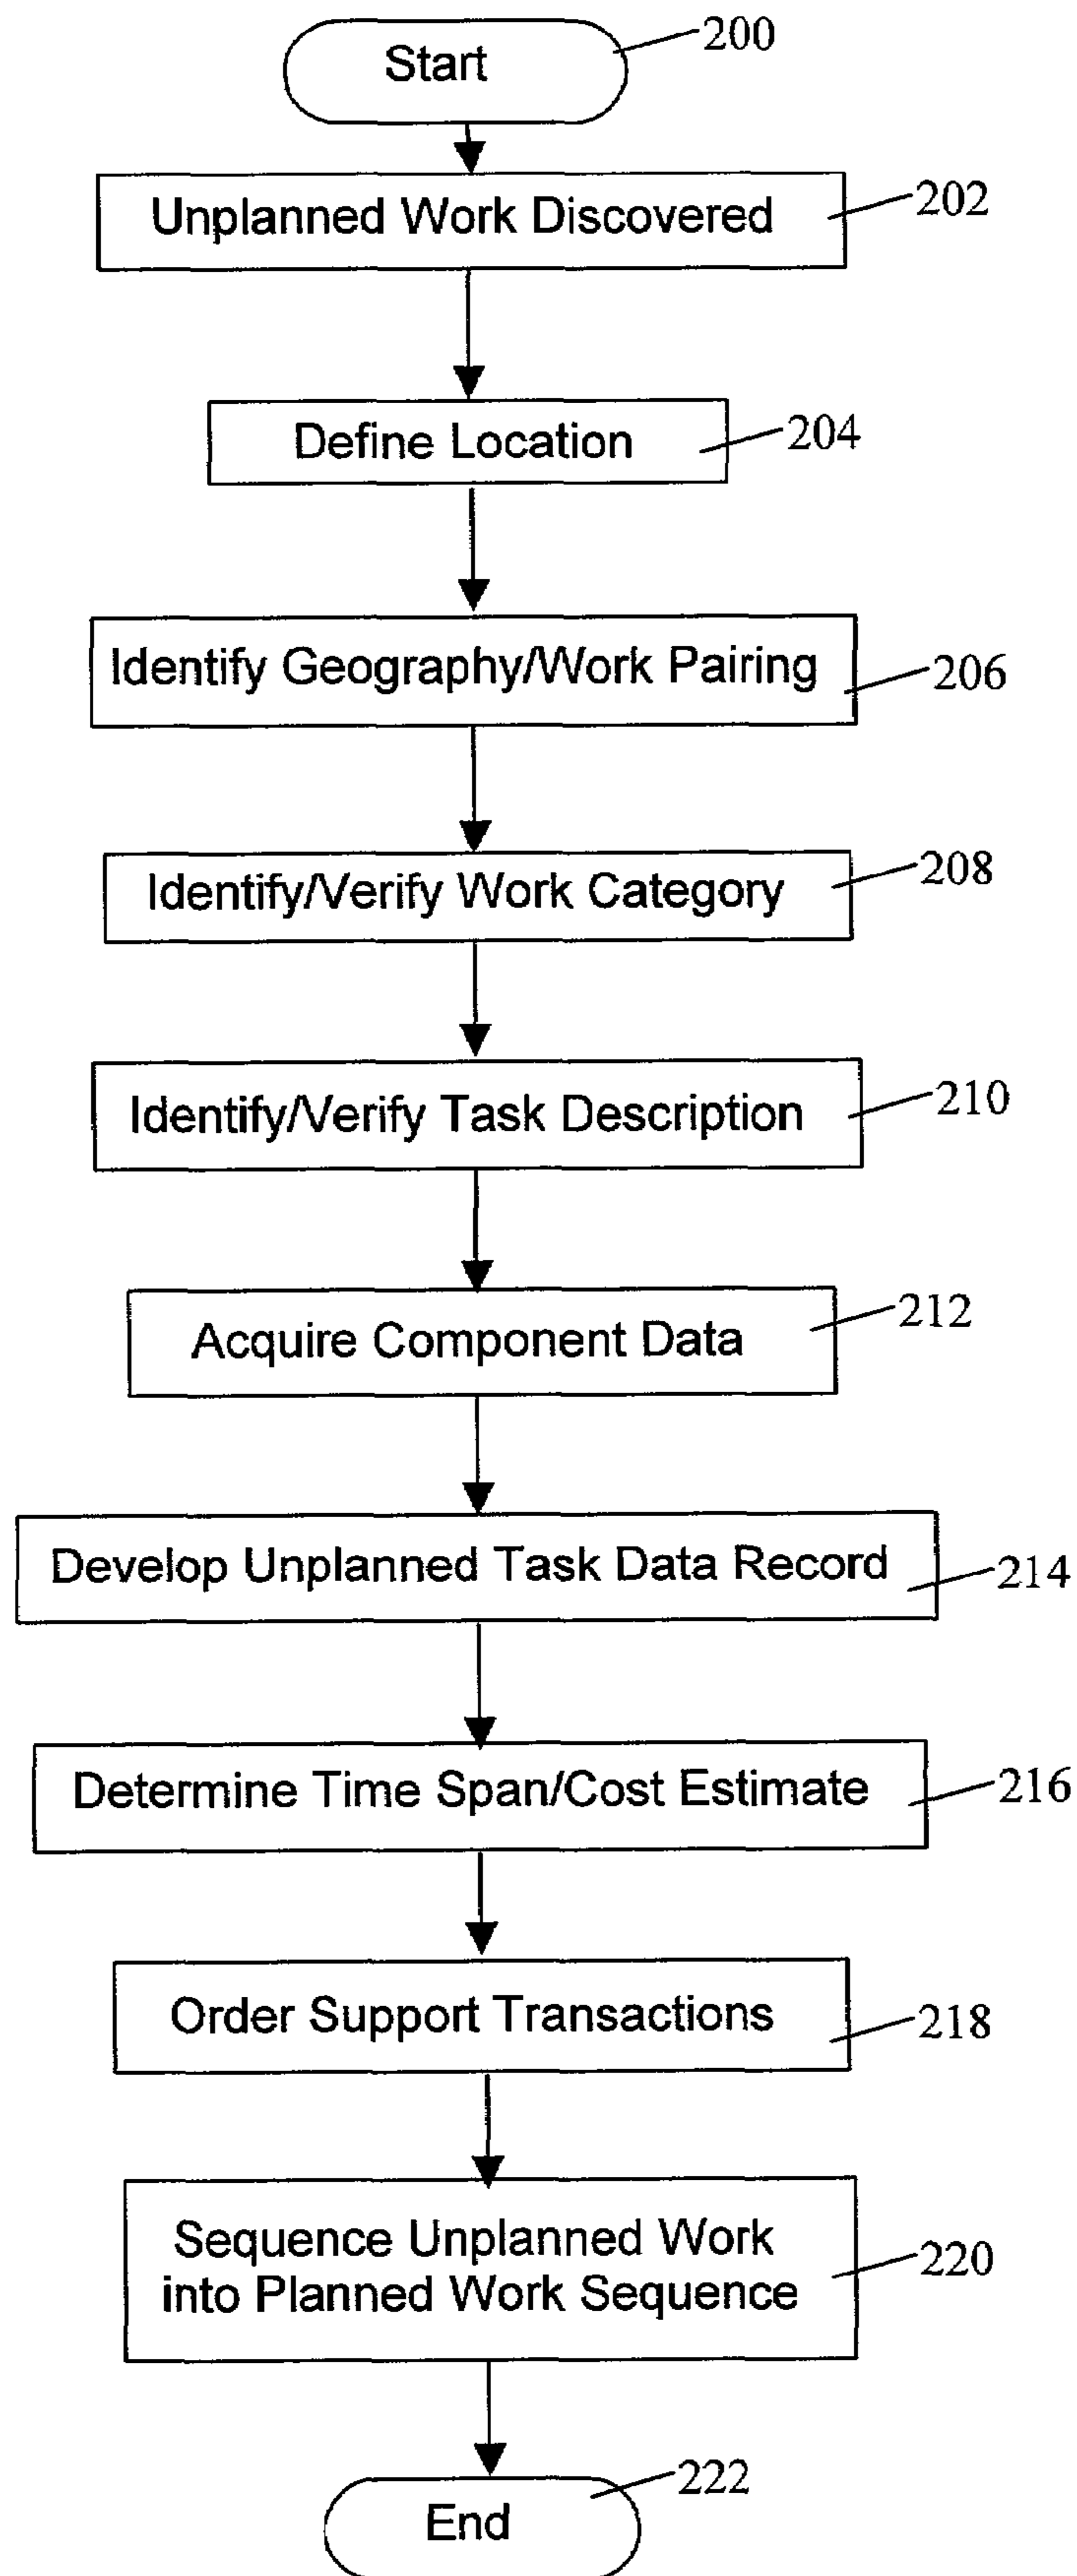 Start
200
Unplanned Work Discovered
202
Define Location
204
Identify Geography/Work Pairing
206
Identify/Verify Work Category
208
Identify/Verify Task Description
210
Acquire Component Data
212
Develop Unplanned Task Data Record
214
Determine Time Span/Cost Estimate
216
Order Support Transactions
218
Sequence Unplanned Work
into Planned Work Sequence
220
End
222